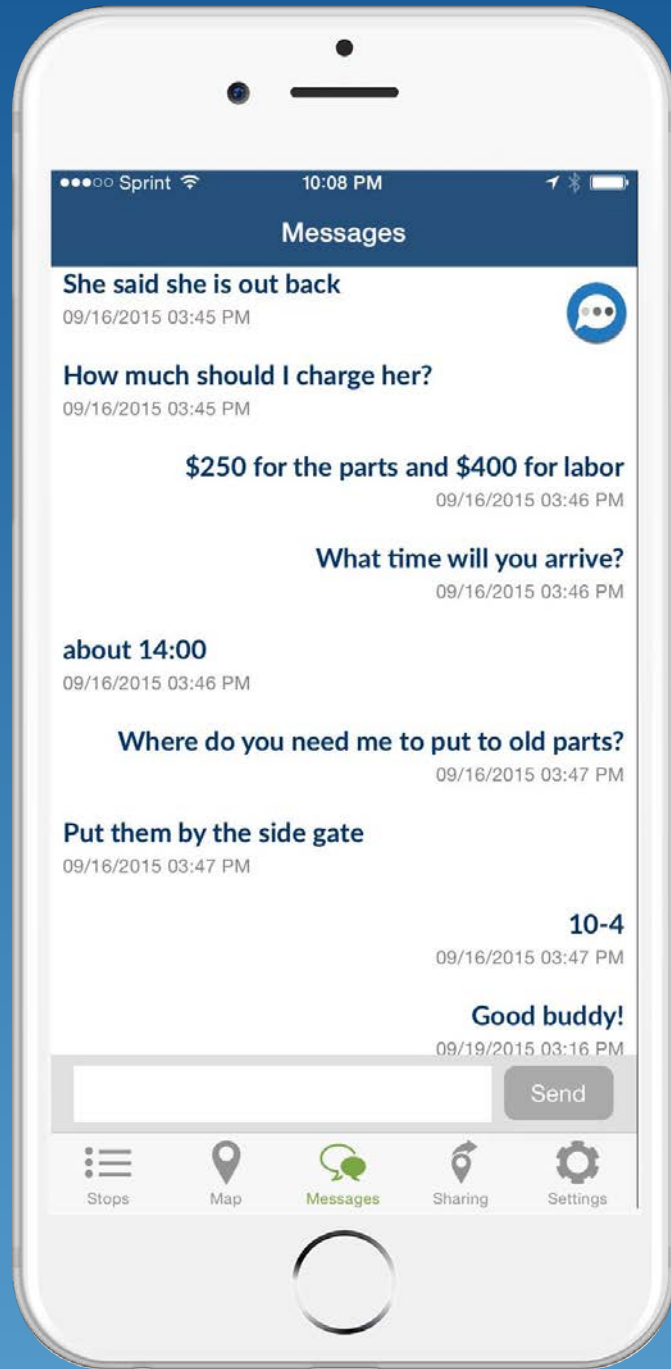 Sprint
10:08 PM
Messages
She said she is out back
09/16/2015 03:45 PM
How much should I charge her?
09/16/2015 03:45 PM
$250 for the parts and $400 for labor
09/16/2015 03:46 PM
What time will you arrive?
09/16/2015 03:46 PM
about 14:00
09/16/2015 03:46 PM
Where do you need me to put to old parts?
09/16/2015 03:47 PM
Put them by the side gate
09/16/2015 03:47 PM
10-4
09/16/2015 03:47 PM
Good buddy!
09/19/2015 03:16 PM
Send
Stops Map Messages Sharing Settings